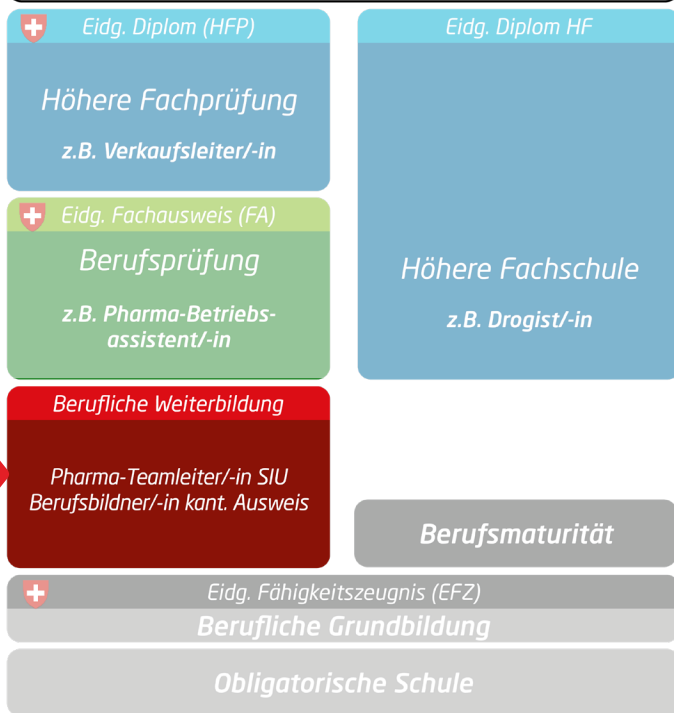 Eidg. Diplom (HFP)
Höhere Fachprüfung
z.B. Verkaufsleiter/-in
Eidg. Diplom HF
Höhere Fachschule
z.B. Drogist/-in
Eidg. Fachausweis (FA)
Berufsprüfung
z.B. Pharma-Betriebs-
assistent/-in
Berufliche Weiterbildung
Pharma-Teamleiter/-in SIU
Berufsbildner/-in kant. Ausweis
Berufsmaturität
Eidg. Fähigkeitszeugnis (EFZ)
Berufliche Grundbildung
Obligatorische Schule